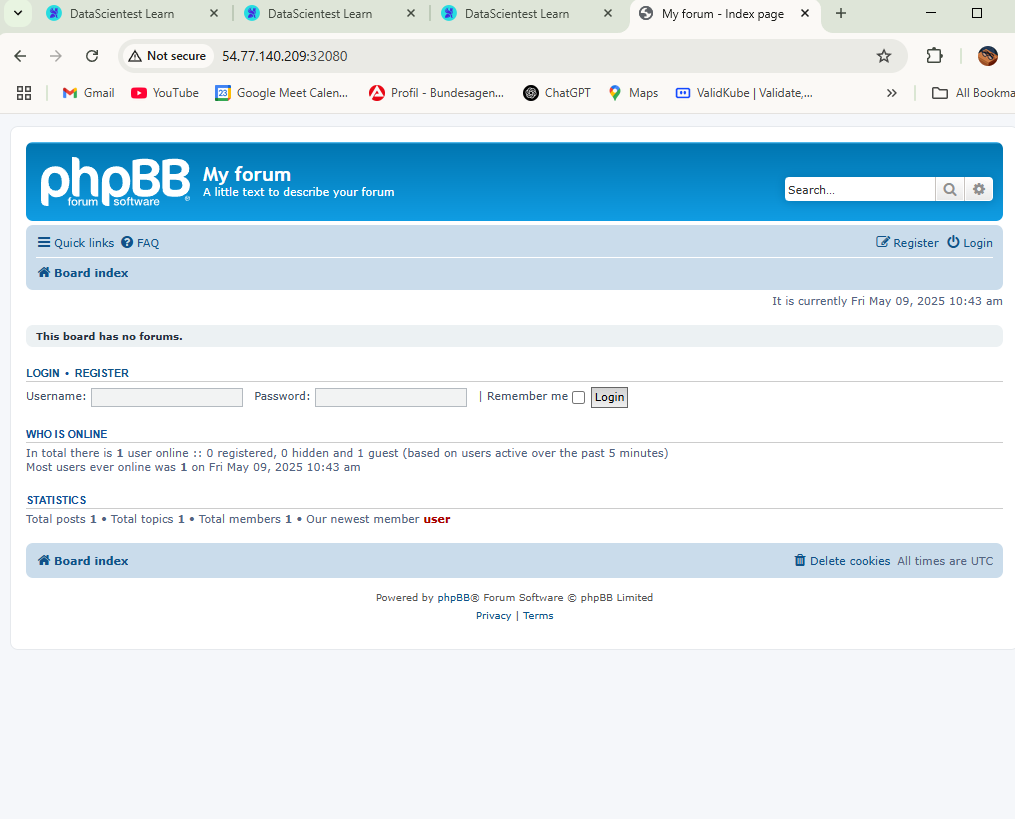 DataScientest Learn
DataScientest Learn
DataScientest Learn
My forum - Index page
Not secure 54.77.140.209:32080
Gmail YouTube 23 Google Meet Calen... Profil - Bundesagen... ChatGPT Maps ValidKube | Validate,... » All Bookma
phpBB
forum software
®
My forum
A little text to describe your forum
Search...
Quick links FAQ Register Login
Board index
It is currently Fri May 09, 2025 10:43 am
This board has no forums.
LOGIN • REGISTER
Username: Password: | Remember me Login
WHO IS ONLINE
In total there is 1 user online :: 0 registered, 0 hidden and 1 guest (based on users active over the past 5 minutes)
Most users ever online was 1 on Fri May 09, 2025 10:43 am
STATISTICS
Total posts 1 • Total topics 1 • Total members 1 • Our newest member user
Board index Delete cookies All times are UTC
Powered by phpBB® Forum Software © phpBB Limited
Privacy | Terms